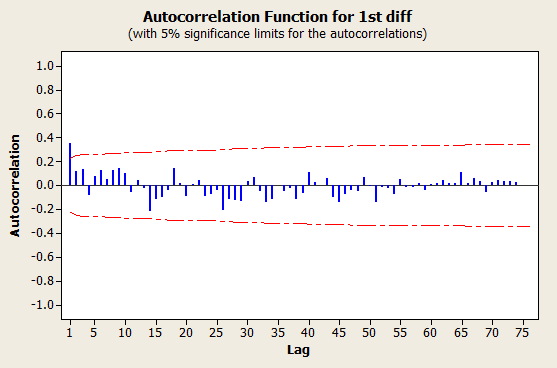 Autocorrelation Function for 1st diff
(with 5% significance limits for the autocorrelations)
1.0
0.8
0.6
0.4
0.2
0.0
-0.2
-0.4
-0.6
-0.8
-1.0
Autocorrelation
1 5 10 15 20 25 30 35 40 45 50 55 60 65 70 75
Lag